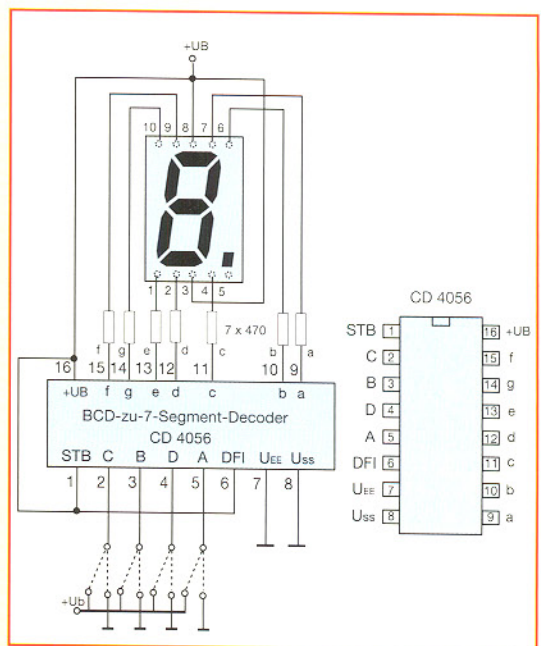 +UB
10 9 8 7 6
1 2 3 4 5
7 x 470
f g e d c b a
16 15 14 13 12 11 10 9
+UB f g e d c b a
BCD-zu-7-Segment-Decoder
CD 4056
STB C B D A DFI UEE USS
1 2 3 4 5 6 7 8
+Ub
CD 4056
STB 1 16 +UB
C 2 15 f
B 3 14 g
D 4 13 e
A 5 12 d
DFI 6 11 c
UEE 7 10 b
USS 8 9 a